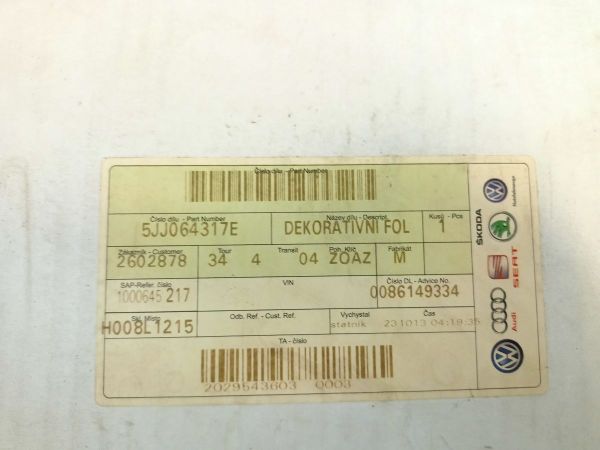 Číslo dílu - Part Number
Číslo dílu - Part Number Název dílu - Descript. Kusů - Pcs
5JJ064317E DEKORATIVNI FOL 1
Zákazník - Customer Tour Transit Poh. Klíč Fabrikát
2602878 34 4 04 ZOAZ M
SAP-Refer. číslo VIN Číslo DL - Advice No.
1000645 217 0086149334
Skl. Místo Odb. Ref. - Cust. Ref. Vychystal Čas
H008L1215 statnik 231013 04:19:35
TA - číslo
2029543603 0003
ŠKODA
SEAT
Audi